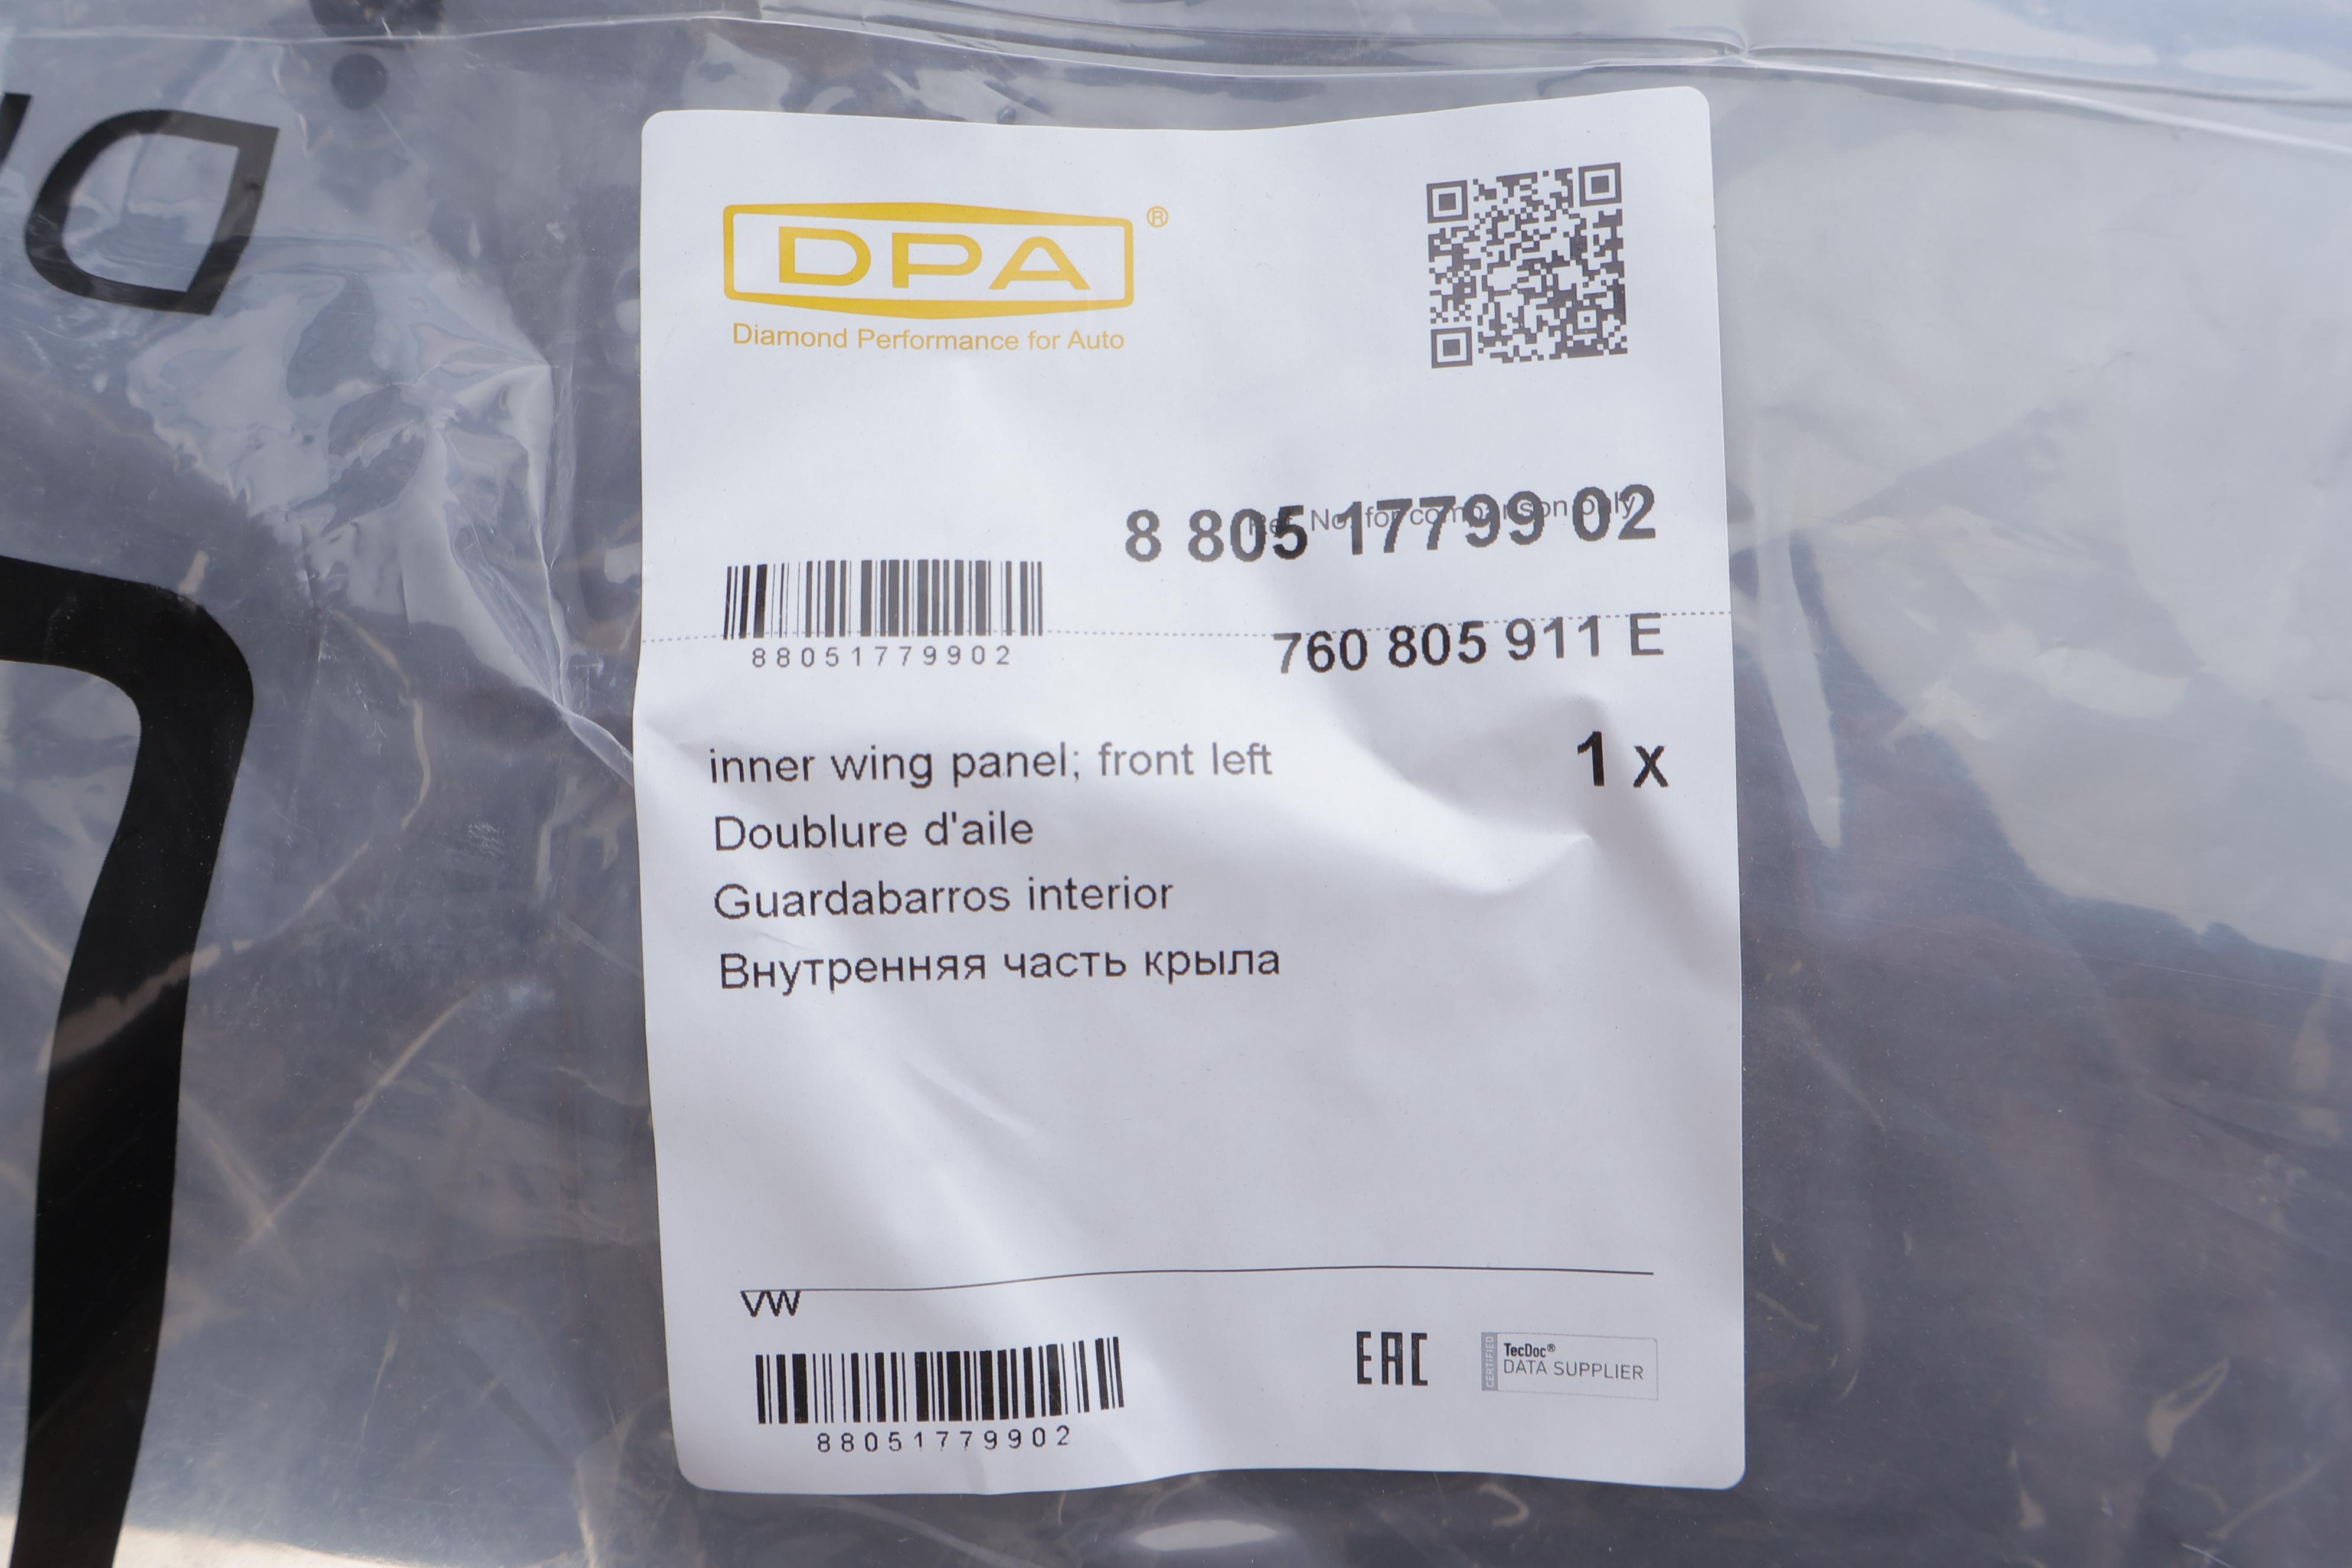 DPA®
Diamond Performance for Auto
Ref. No. for comparison only
8 805 17799 02
88051779902
760 805 911 E
inner wing panel; front left
1 x
Doublure d'aile
Guardabarros interior
Внутренняя часть крыла
VW
88051779902
EAC
CERTIFIED
TecDoc®
DATA SUPPLIER